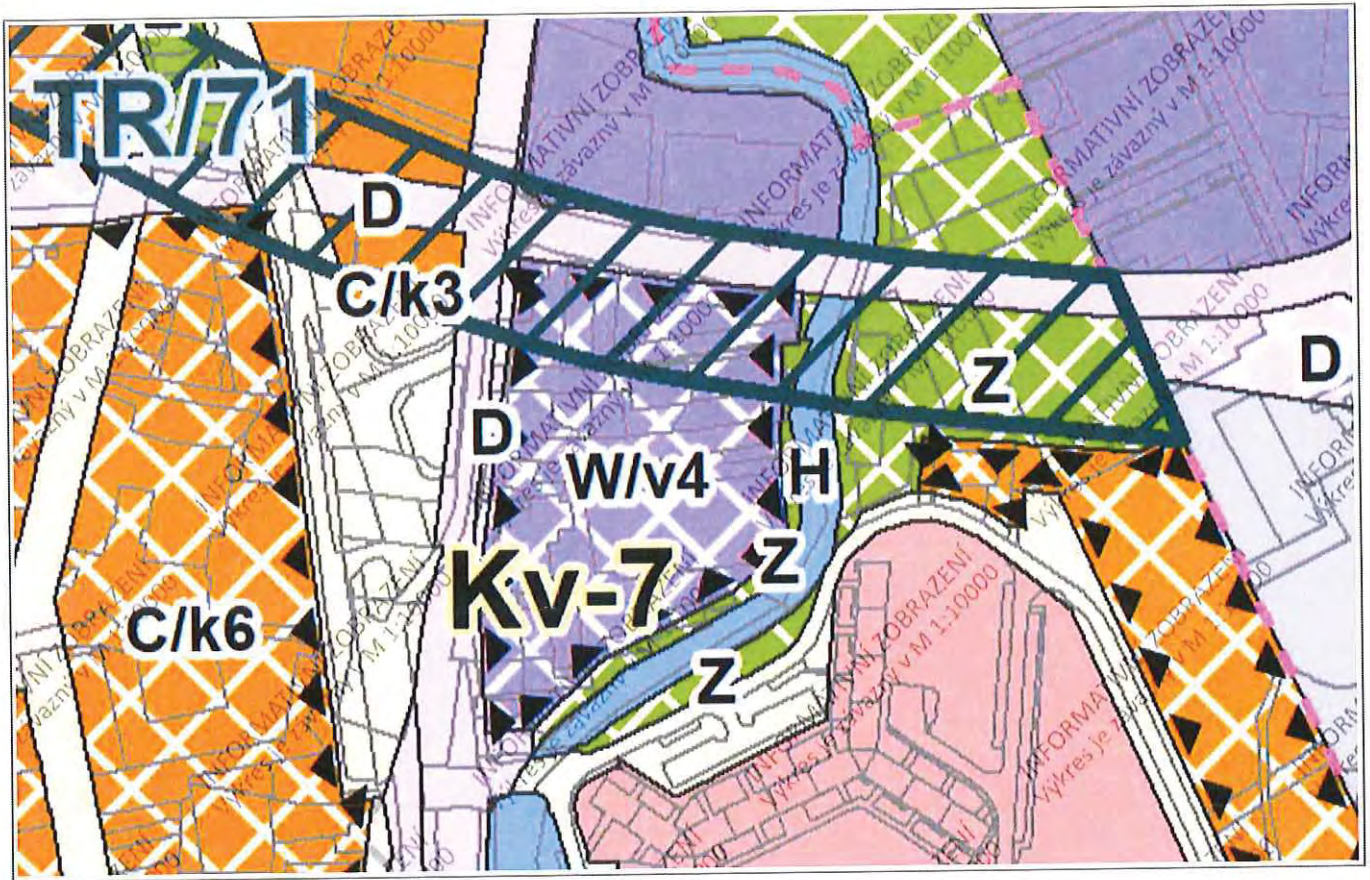 TR/71
D
C/k3
Z
D
D
W/v4
H
Kv-7
Z
C/k6
Z
INFORMATIVNÍ ZOBRAZENÍ
Výkres je závazný v M 1:10000